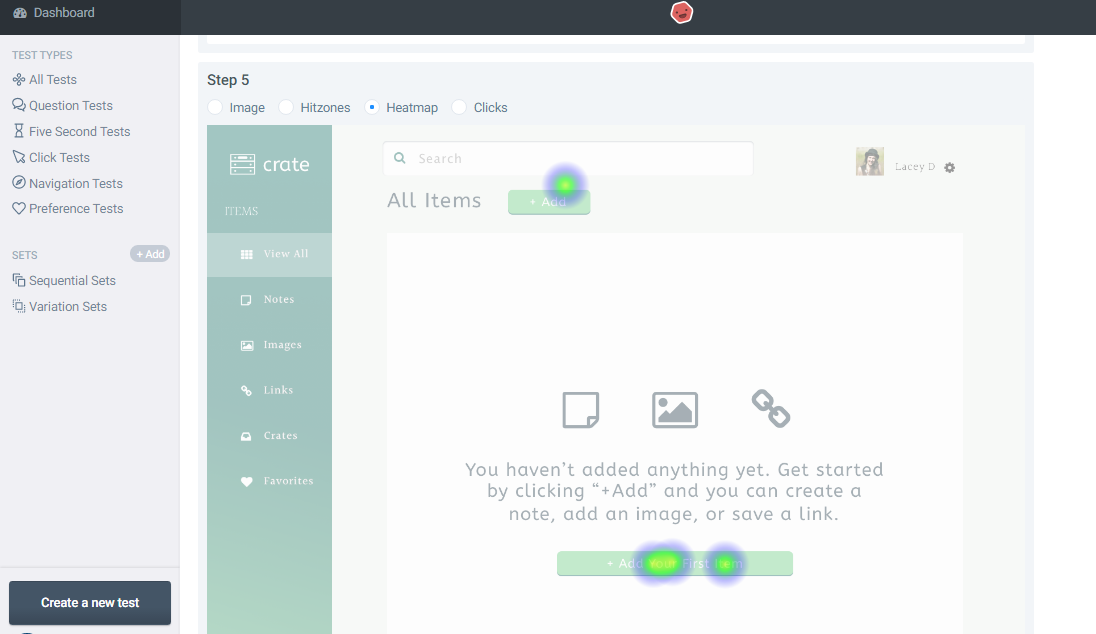 Dashboard
TEST TYPES
All Tests
Question Tests
Five Second Tests
Click Tests
Navigation Tests
Preference Tests
SETS
+ Add
Sequential Sets
Variation Sets
Create a new test
Step 5
Image Hitzones Heatmap Clicks
crate
ITEMS
View All
Notes
Images
Links
Crates
Favorites
Search
Lacey D
All Items
+ Add
You haven’t added anything yet. Get started
by clicking “+Add” and you can create a
note, add an image, or save a link.
+ Add Your First Item